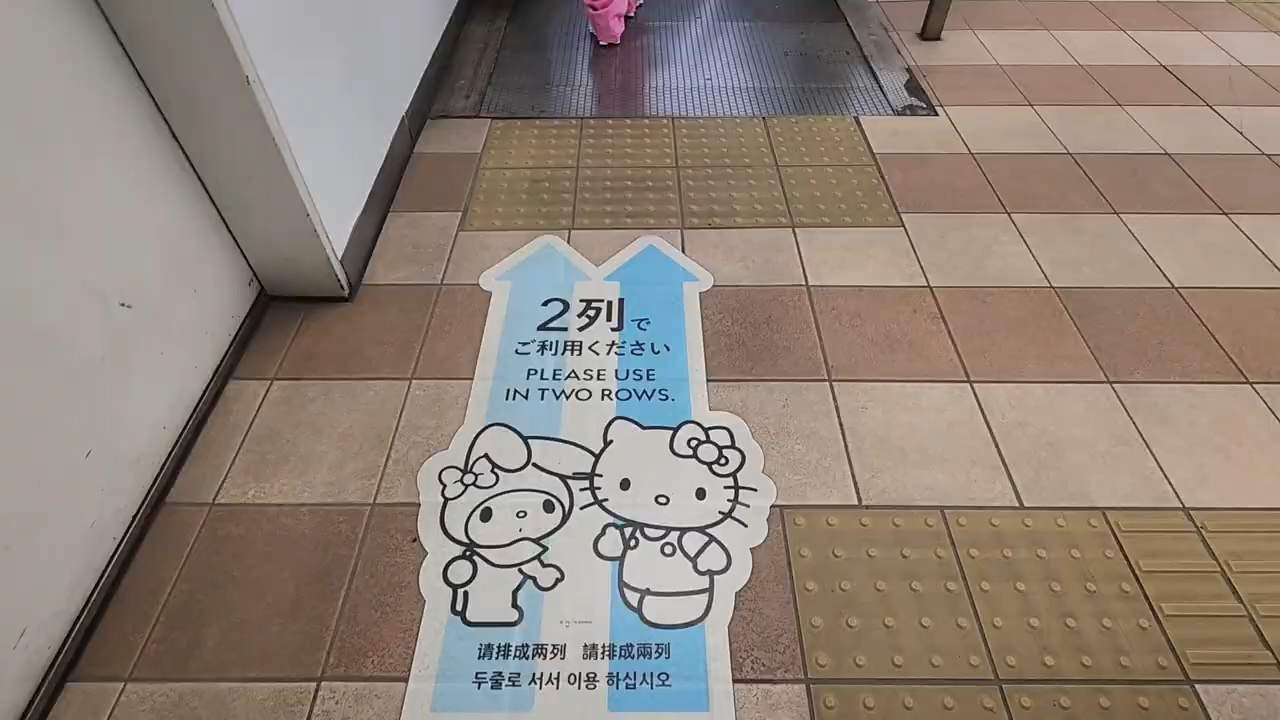 2列で
ご利用ください
PLEASE USE
IN TWO ROWS.
请排成两列 請排成兩列
두줄로 서서 이용 하십시오